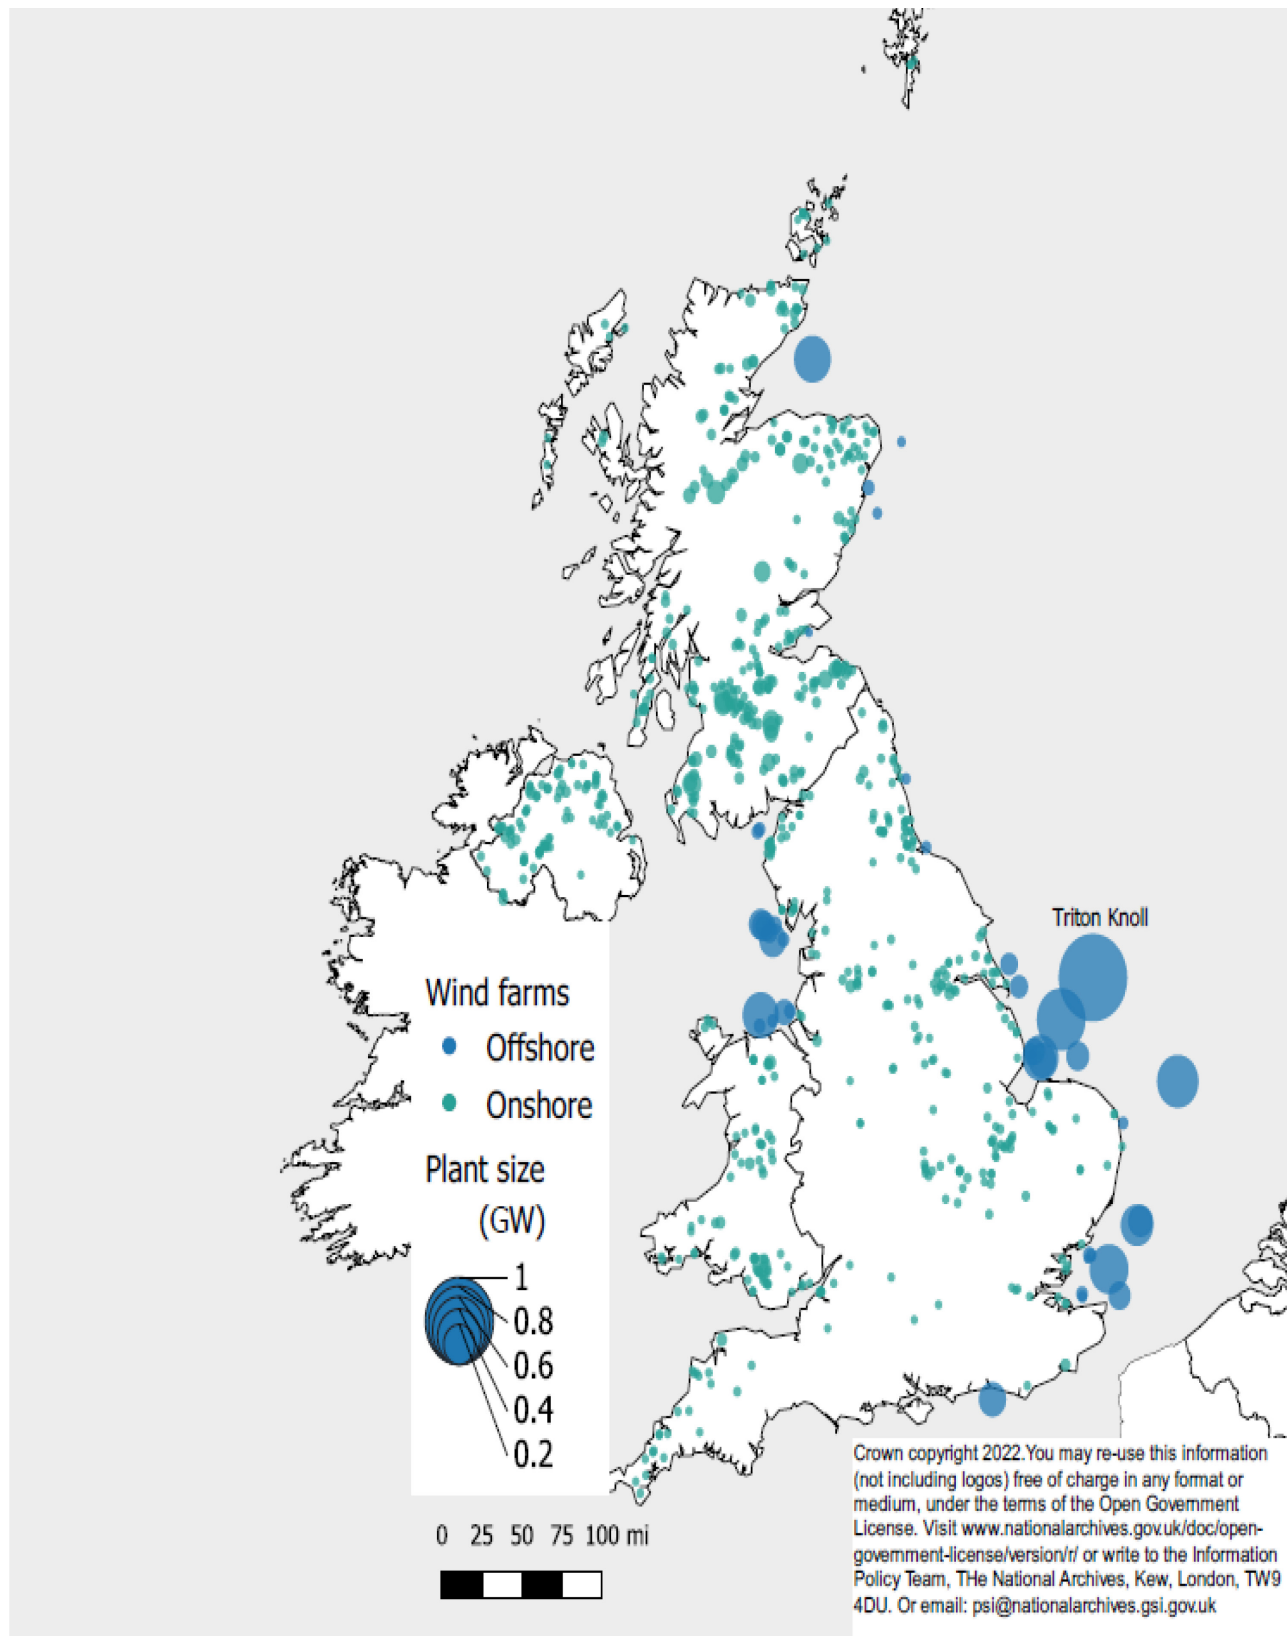 Triton Knoll
Wind farms
Offshore
Onshore
Plant size
(GW)
1
0.8
0.6
0.4
0.2
0 25 50 75 100 mi
Crown copyright 2022.You may re-use this information
(not including logos) free of charge in any format or
medium, under the terms of the Open Government
License. Visit www.nationalarchives.gov.uk/doc/open-
government-license/version/r/ or write to the Information
Policy Team, THe National Archives, Kew, London, TW9
4DU. Or email: psi@nationalarchives.gsi.gov.uk